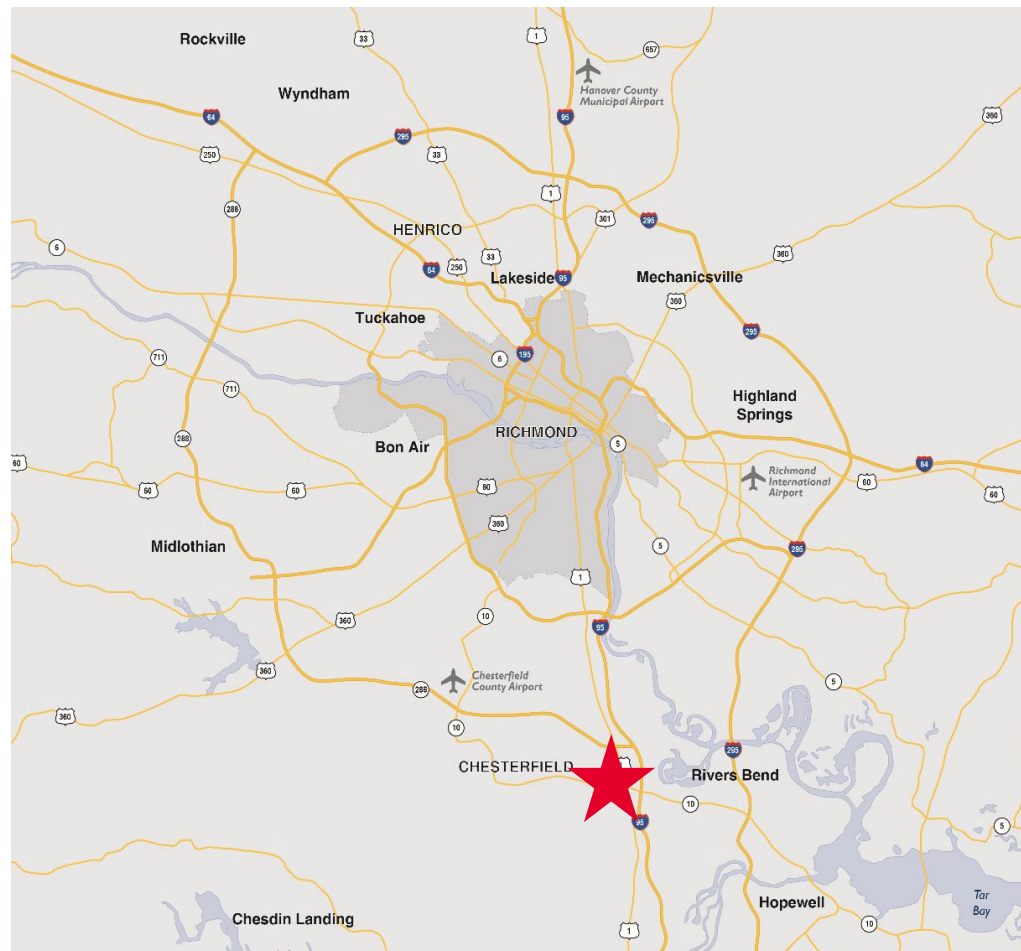 Rockville
33
1
657
Hanover County
Municipal Airport
Wyndham
64
95
360
295
250
33
1
288
301
295
HENRICO
6
33
250
64
360
Lakeside
95
Mechanicsville
360
Tuckahoe
295
195
6
711
711
Highland
Springs
288
RICHMOND
Bon Air
5
60
64
Richmond
International
Airport
60
60
60
60
60
360
Midlothian
5
295
1
10
360
95
360
Chesterfield
County Airport
5
288
360
10
295
CHESTERFIELD
Rivers Bend
10
95
5
Hopewell
Tar
Bay
Chesdin Landing
10
1